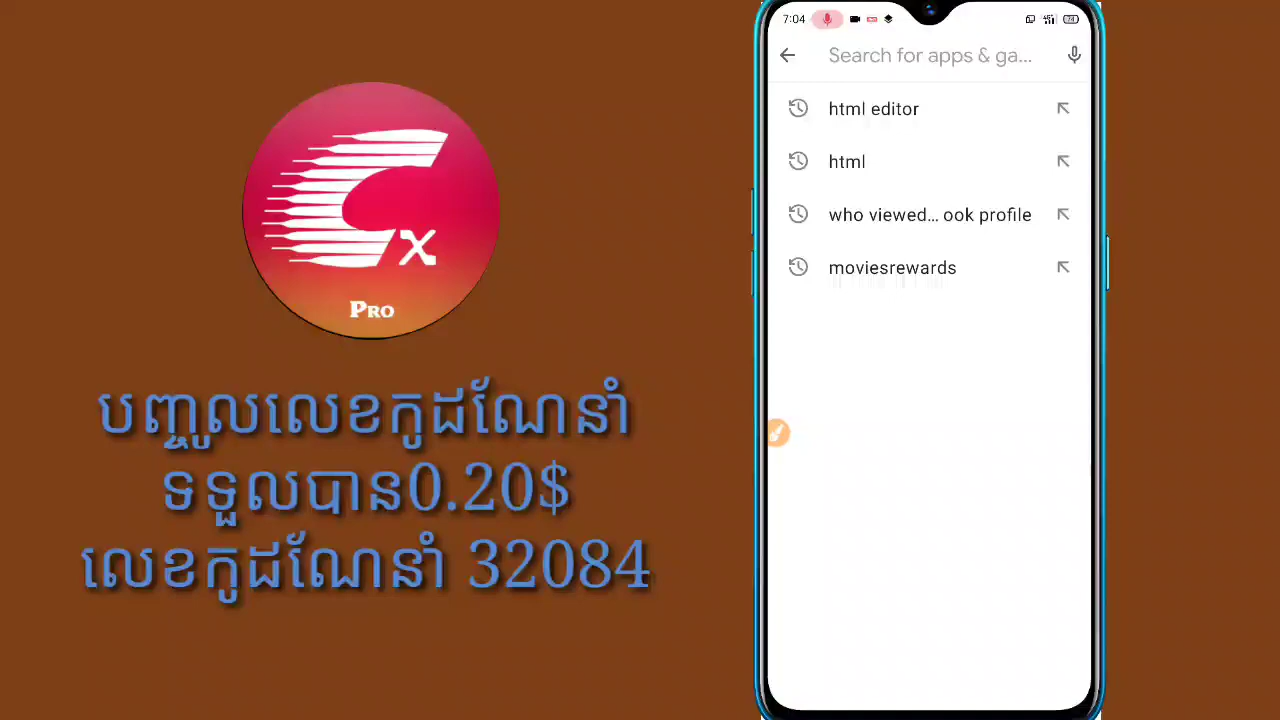 Cx
PRO
បញ្ចូលលេខកូដណែនាំ
ទទួលបាន0.20$
លេខកូដណែនាំ 32084
7:04
74
Search for apps & ga...
html editor
html
who viewed... ook profile
moviesrewards